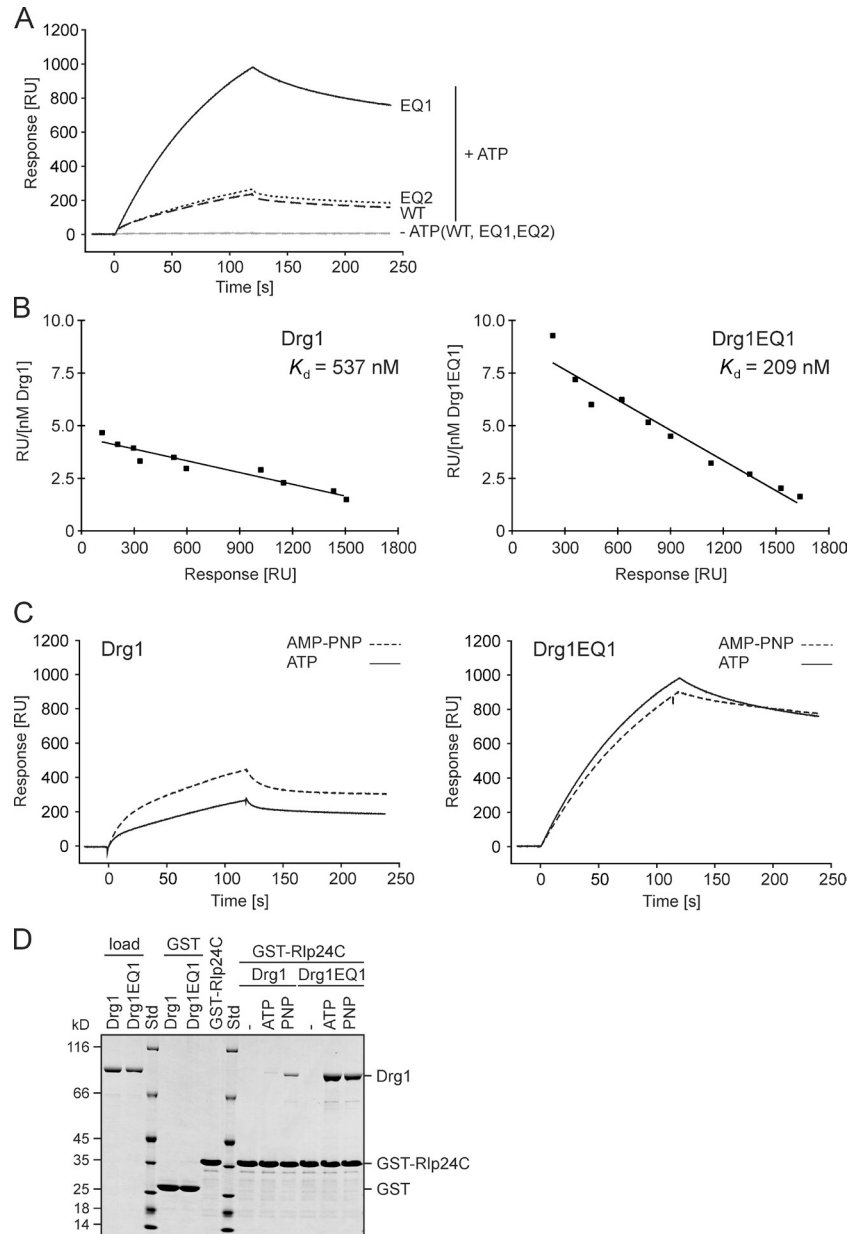 A
1200
1000
800
600
400
200
0
Response [RU]
0 50 100 150 200 250
Time [s]
EQ1
EQ2
WT
+ ATP
- ATP(WT, EQ1,EQ2)
B
10.0
7.5
5.0
2.5
0
RU/[nM Drg1]
Drg1
Kd = 537 nM
0 300 600 900 1200 1500 1800
Response [RU]
10.0
7.5
5.0
2.5
0
RU/[nM Drg1EQ1]
Drg1EQ1
Kd = 209 nM
0 300 600 900 1200 1500 1800
Response [RU]
C
1200
1000
800
600
400
200
0
Response [RU]
Drg1
AMP-PNP
ATP
0 50 100 150 200 250
Time [s]
1200
1000
800
600
400
200
0
Response [RU]
Drg1EQ1
AMP-PNP
ATP
0 50 100 150 200 250
Time [s]
D
load GST GST-Rlp24C
Drg1 Drg1EQ1
Drg1 Drg1EQ1 Std Drg1 Drg1EQ1 GST-Rlp24C Std - ATP PNP - ATP PNP
kD
116
66
45
35
25
18
14
Drg1
GST-Rlp24C
GST